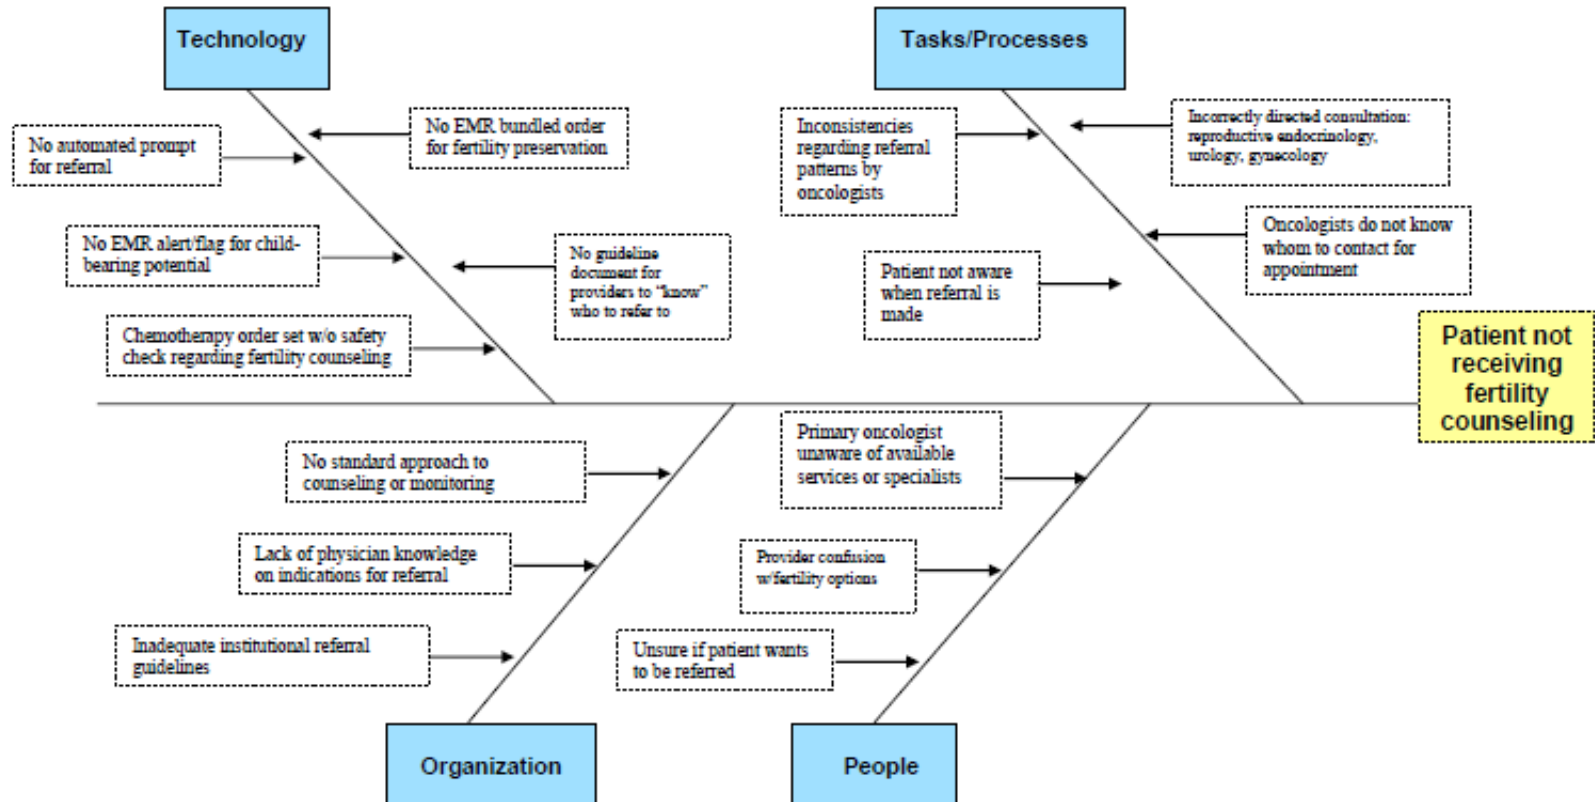 Technology
Tasks/Processes
No automated prompt
for referral
No EMR bundled order
for fertility preservation
Inconsistencies
regarding referral
patterns by
oncologists
Incorrectly directed consultation:
reproductive endocrinology,
urology, gynecology
No EMR alert/flag for child-
bearing potential
No guideline
document for
providers to “know”
who to refer to
Patient not aware
when referral is
made
Oncologists do not know
whom to contact for
appointment
Chemotherapy order set w/o safety
check regarding fertility counseling
Patient not
receiving
fertility
counseling
No standard approach to
counseling or monitoring
Primary oncologist
unaware of available
services or specialists
Lack of physician knowledge
on indications for referral
Provider confusion
w/fertility options
Inadequate institutional referral
guidelines
Unsure if patient wants
to be referred
Organization
People